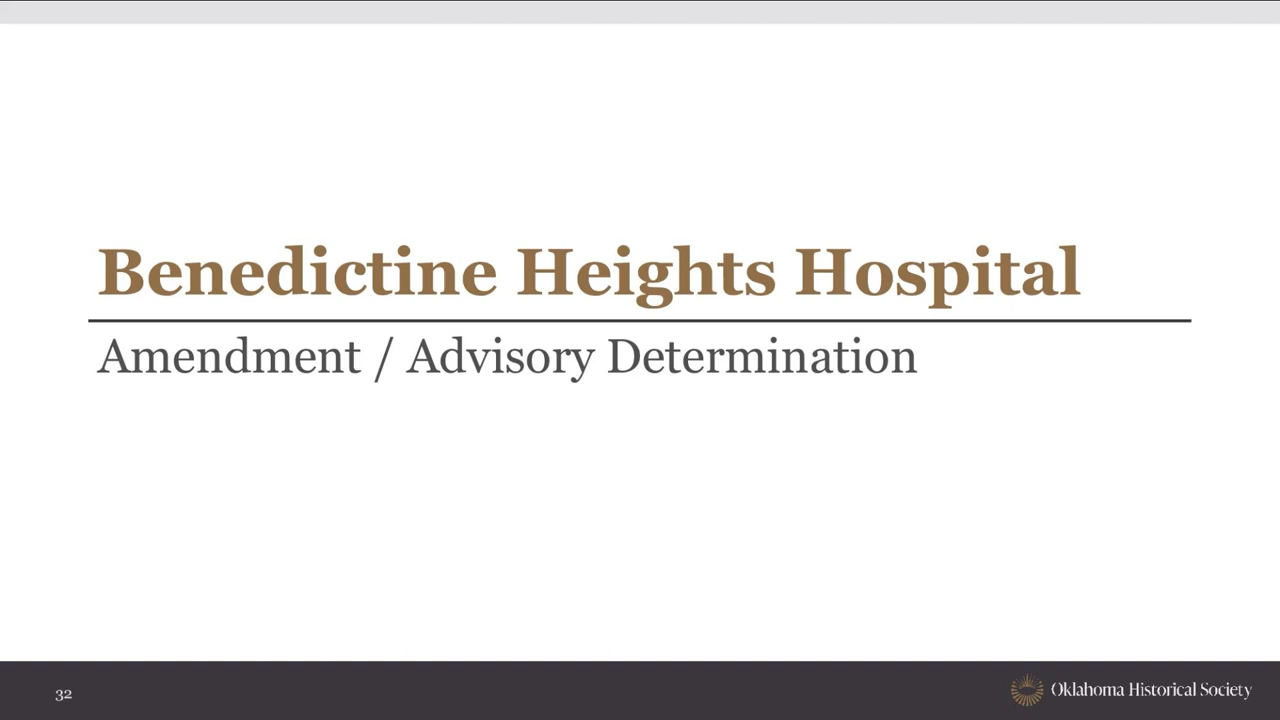 Benedictine Heights Hospital
Amendment / Advisory Determination
32
Oklahoma Historical Society